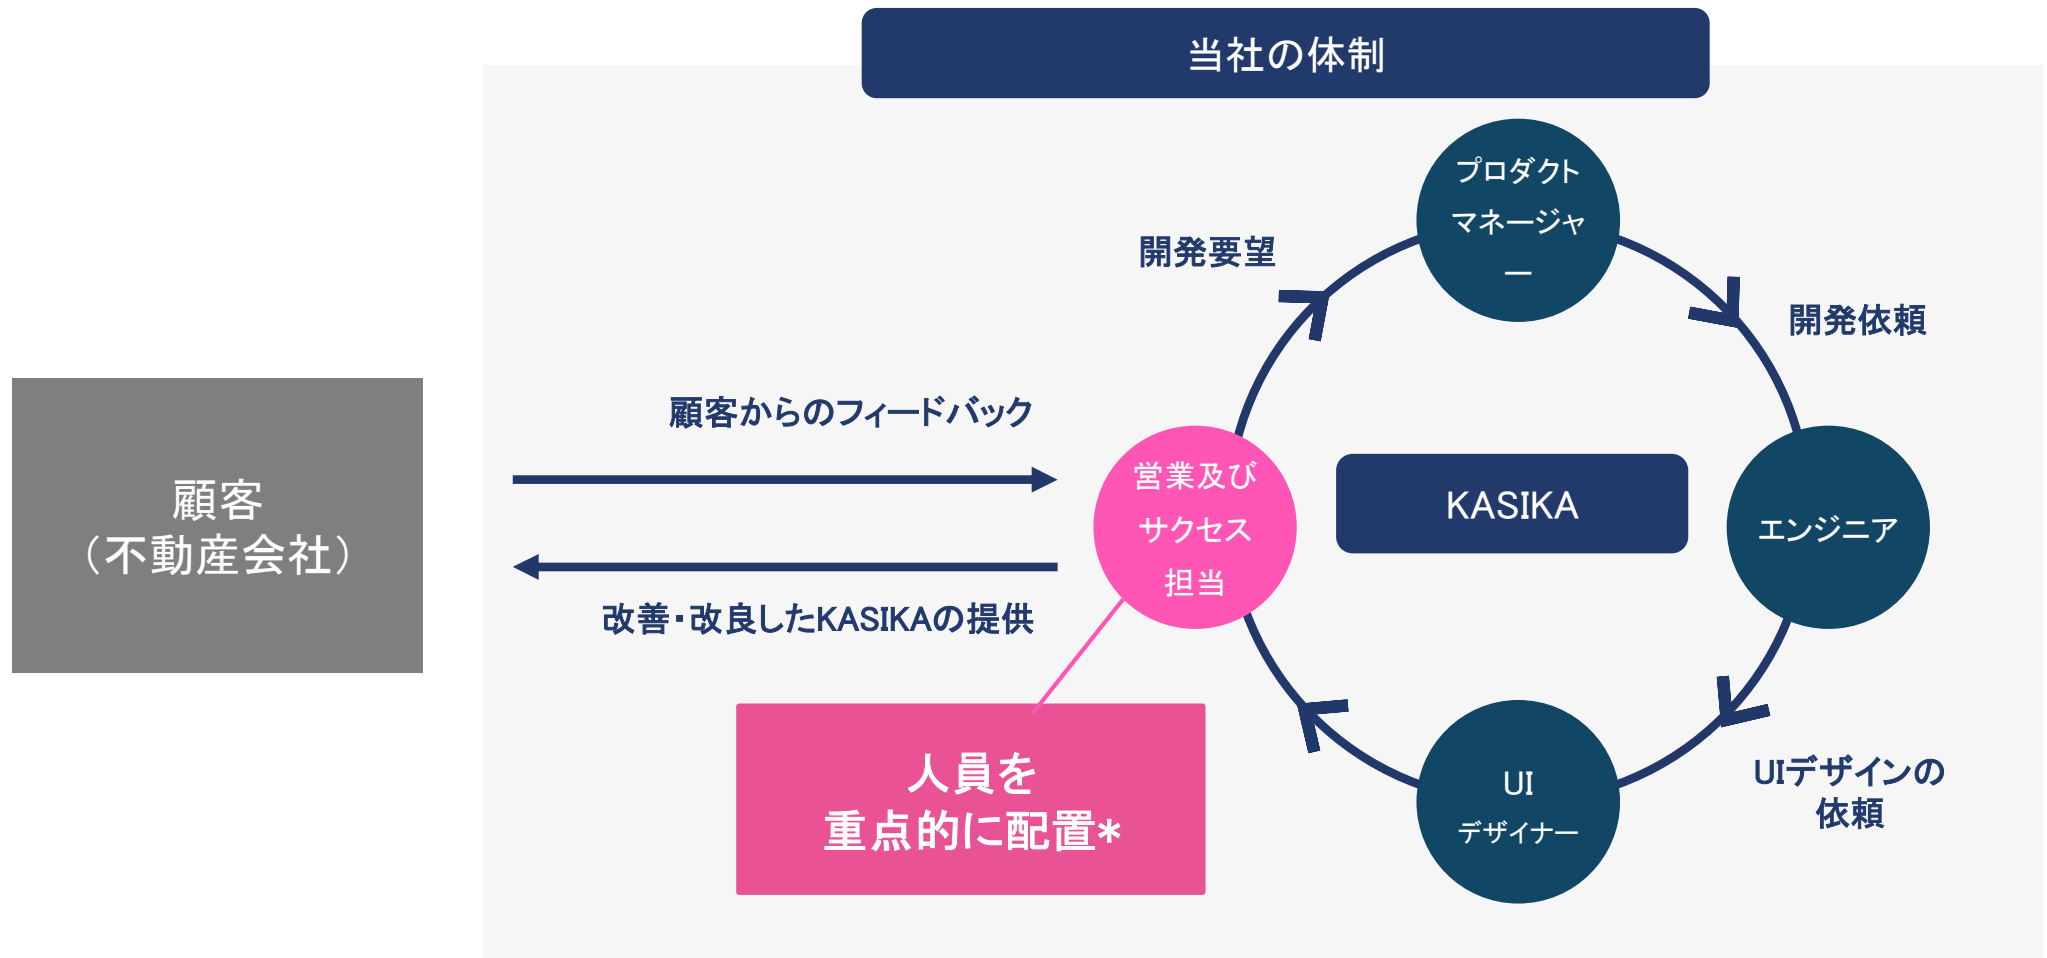 当社の体制
プロダクト
マネージャ
ー
開発要望
開発依頼
顧客からのフィードバック
顧客
（不動産会社）
営業及び
サクセス
担当
KASIKA
エンジニア
改善・改良したKASIKAの提供
人員を
重点的に配置*
UI
デザイナー
UIデザインの
依頼